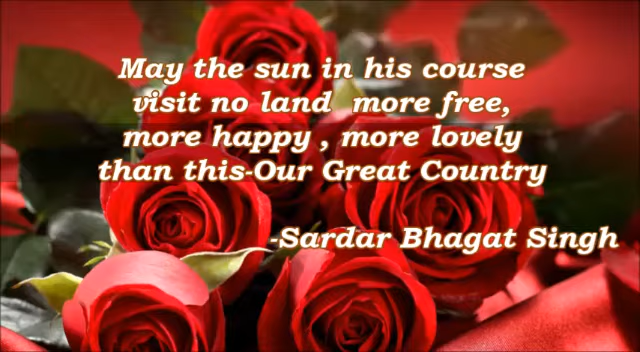 May the sun in his course
visit no land more free,
more happy , more lovely
than this-Our Great Country
-Sardar Bhagat Singh